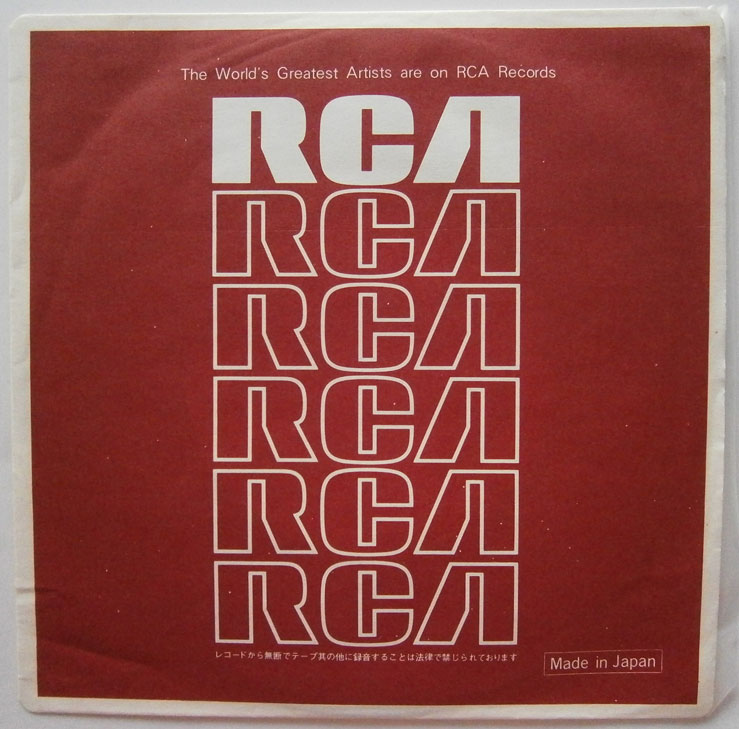 The World's Greatest Artists are on RCA Records
RCA
RCA
RCA
RCA
RCA
RCA
レコードから無断でテープ其の他に録音することは法律で禁じられております
Made in Japan